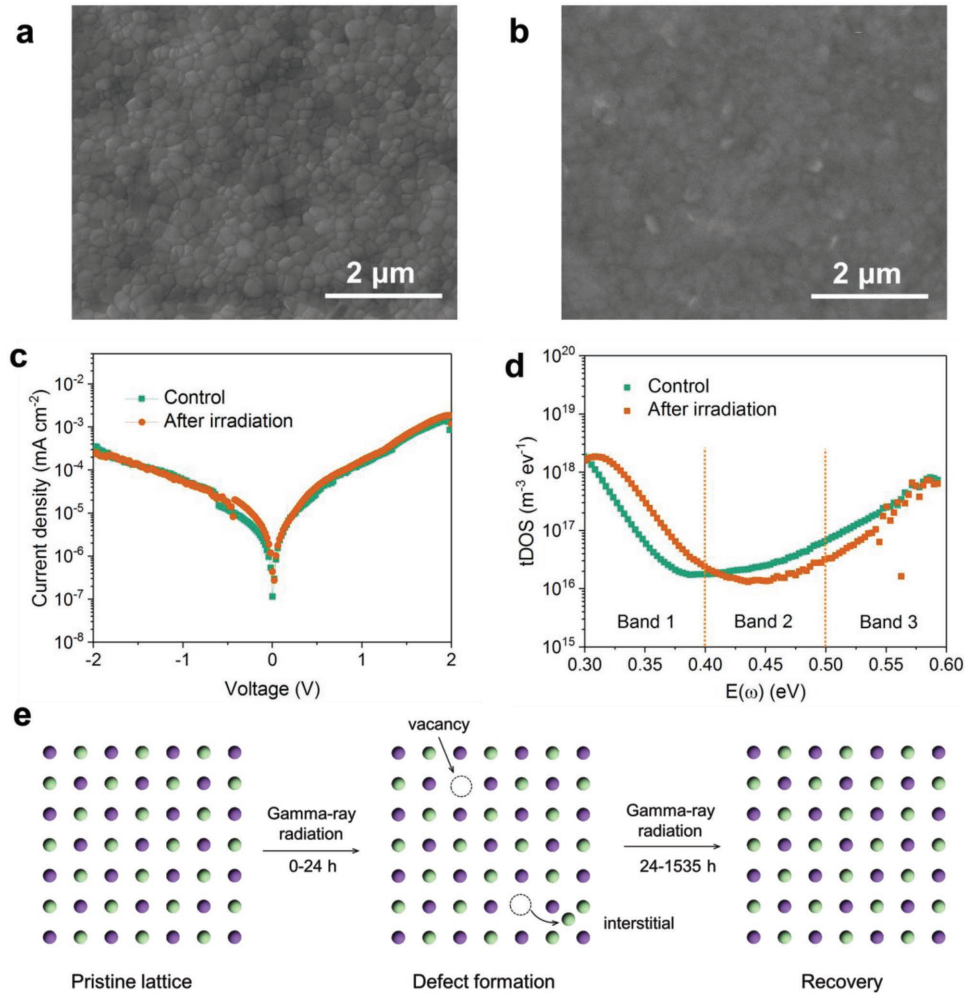 a
b
2 µm
2 µm
c
Control
After irradiation
Current density (mA cm⁻²)
10⁻²
10⁻³
10⁻⁴
10⁻⁵
10⁻⁶
10⁻⁷
10⁻⁸
-2 -1 0 1 2
Voltage (V)
d
Control
After irradiation
tDOS (m⁻³ ev⁻¹)
10²⁰
10¹⁹
10¹⁸
10¹⁷
10¹⁶
10¹⁵
Band 1 Band 2 Band 3
0.30 0.35 0.40 0.45 0.50 0.55 0.60
E(ω) (eV)
e
vacancy
Gamma-ray
radiation
0-24 h
Gamma-ray
radiation
24-1535 h
interstitial
Pristine lattice
Defect formation
Recovery